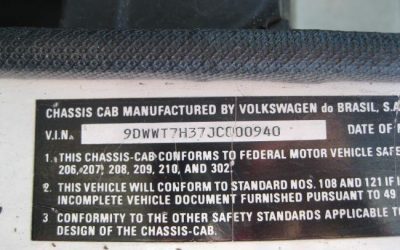 CHASSIS CAB MANUFACTURED BY VOLKSWAGEN do BRASIL, S.A
V.I.N. 9DWWT7H37JC000940 DATE OF M
1. THIS CHASSIS-CAB CONFORMS TO FEDERAL MOTOR VEHICLE SAFE
206, 207, 208, 209, 210, AND 302.
2. THIS VEHICLE WILL CONFORM TO STANDARD NOS. 108 AND 121 IF I
INCOMPLETE VEHICLE DOCUMENT FURNISHED PURSUANT TO 49
3. CONFORMITY TO THE OTHER SAFETY STANDARDS APPLICABLE TO
DESIGN OF THE CHASSIS-CAB.